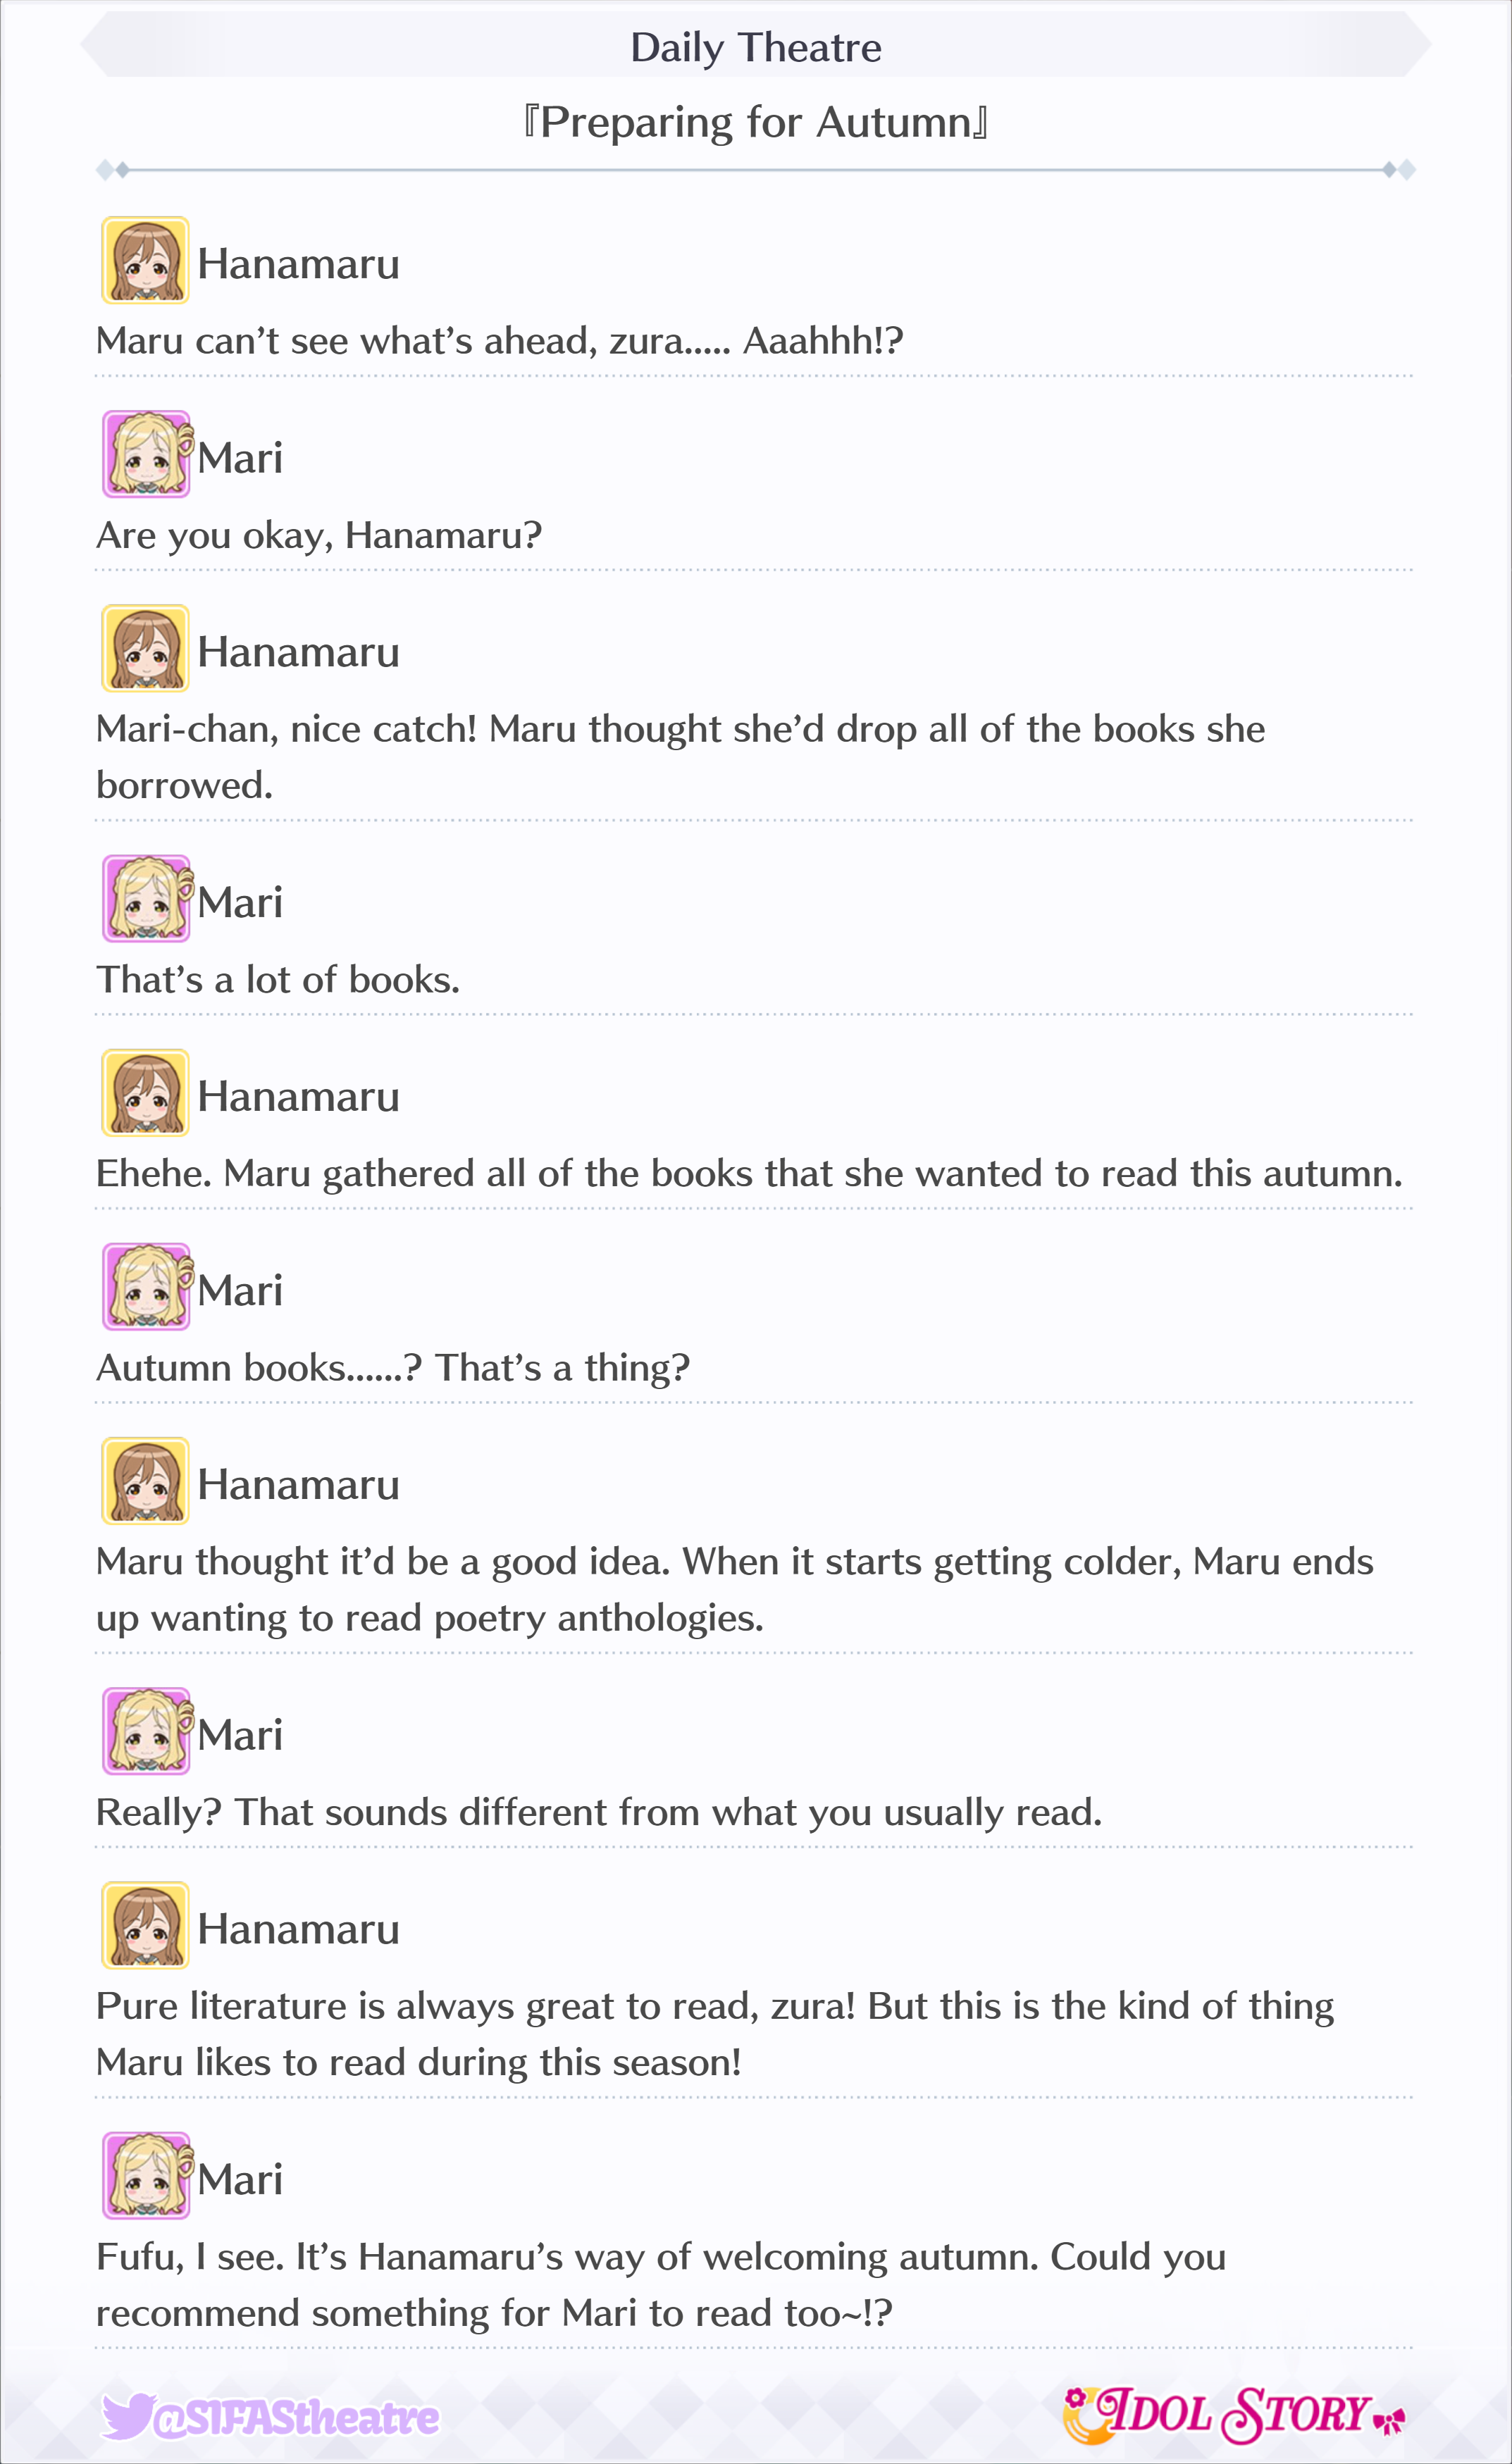 Daily Theatre
『Preparing for Autumn』
Hanamaru
Maru can’t see what’s ahead, zura..... Aaahhh!?
Mari
Are you okay, Hanamaru?
Hanamaru
Mari-chan, nice catch! Maru thought she’d drop all of the books she
borrowed.
Mari
That’s a lot of books.
Hanamaru
Ehehe. Maru gathered all of the books that she wanted to read this autumn.
Mari
Autumn books......? That’s a thing?
Hanamaru
Maru thought it’d be a good idea. When it starts getting colder, Maru ends
up wanting to read poetry anthologies.
Mari
Really? That sounds different from what you usually read.
Hanamaru
Pure literature is always great to read, zura! But this is the kind of thing
Maru likes to read during this season!
Mari
Fufu, I see. It’s Hanamaru’s way of welcoming autumn. Could you
recommend something for Mari to read too~!?
@SIFAStheatre
IDOL STORY